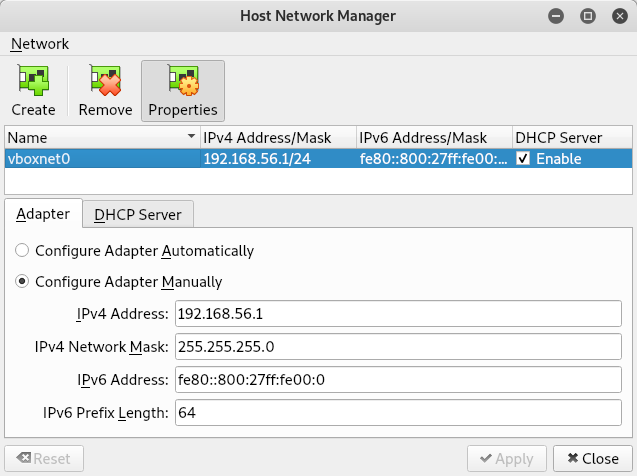 Host Network Manager
Network
Create Remove Properties
Name IPv4 Address/Mask IPv6 Address/Mask DHCP Server
vboxnet0 192.168.56.1/24 fe80::800:27ff:fe00:... Enable
Adapter DHCP Server
Configure Adapter Automatically
Configure Adapter Manually
IPv4 Address: 192.168.56.1
IPv4 Network Mask: 255.255.255.0
IPv6 Address: fe80::800:27ff:fe00:0
IPv6 Prefix Length: 64
Reset Apply Close